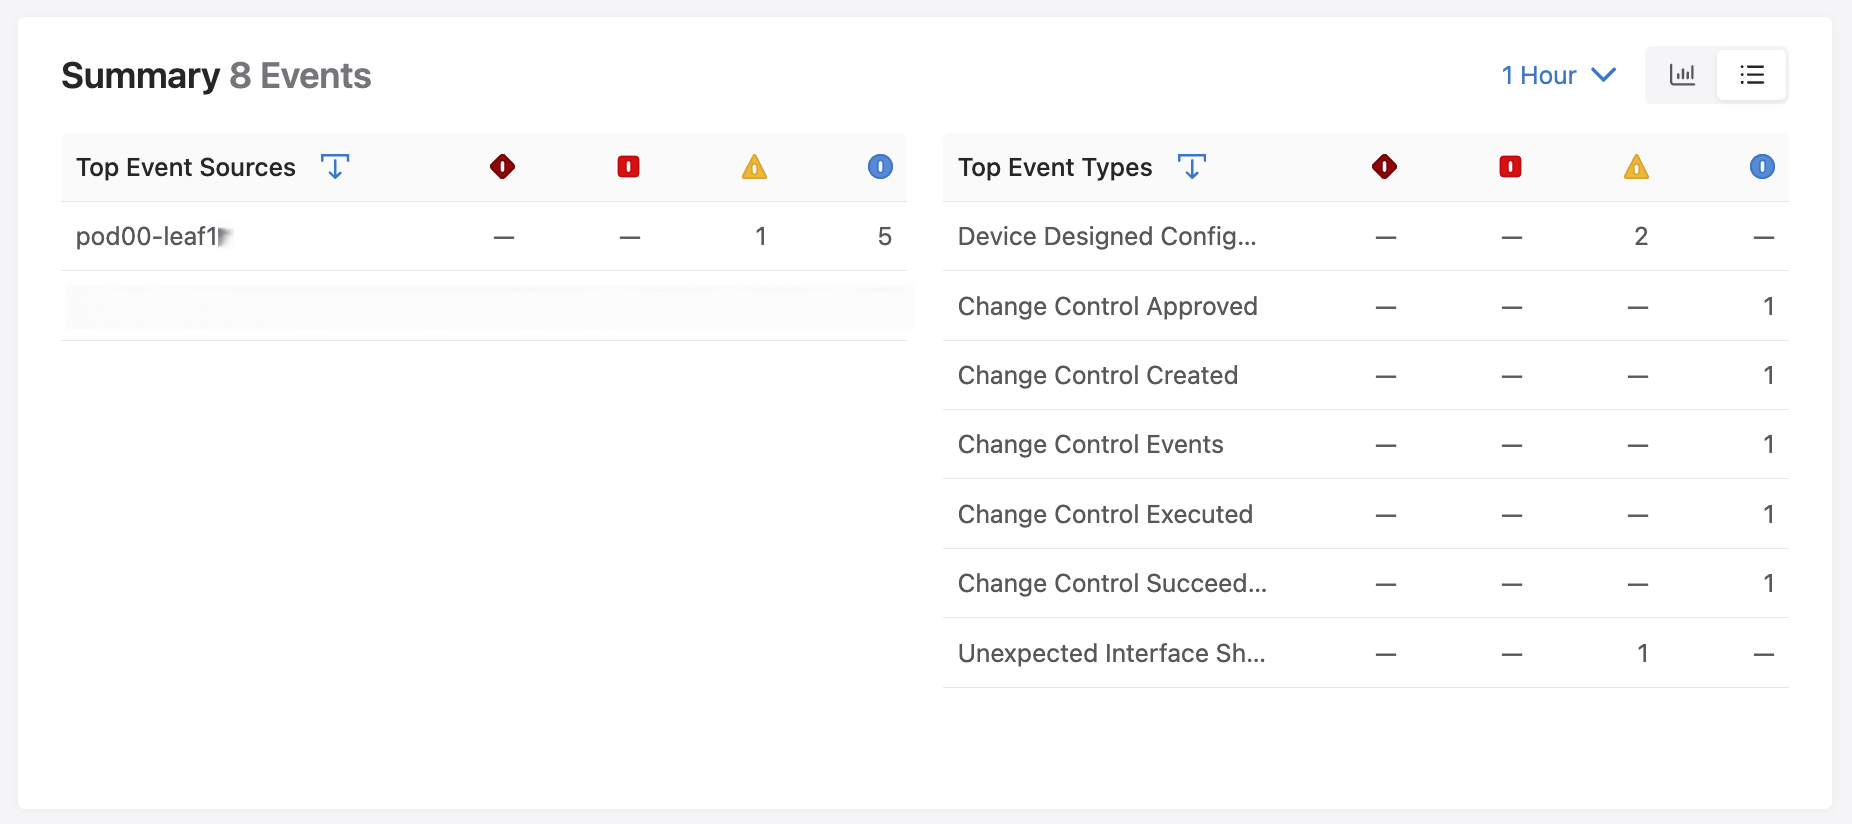 Summary 8 Events
1 Hour
Top Event Sources
pod00-leaf1
— — 1 5
Top Event Types
Device Designed Config... — — 2 —
Change Control Approved — — — 1
Change Control Created — — — 1
Change Control Events — — — 1
Change Control Executed — — — 1
Change Control Succeed... — — — 1
Unexpected Interface Sh... — — 1 —